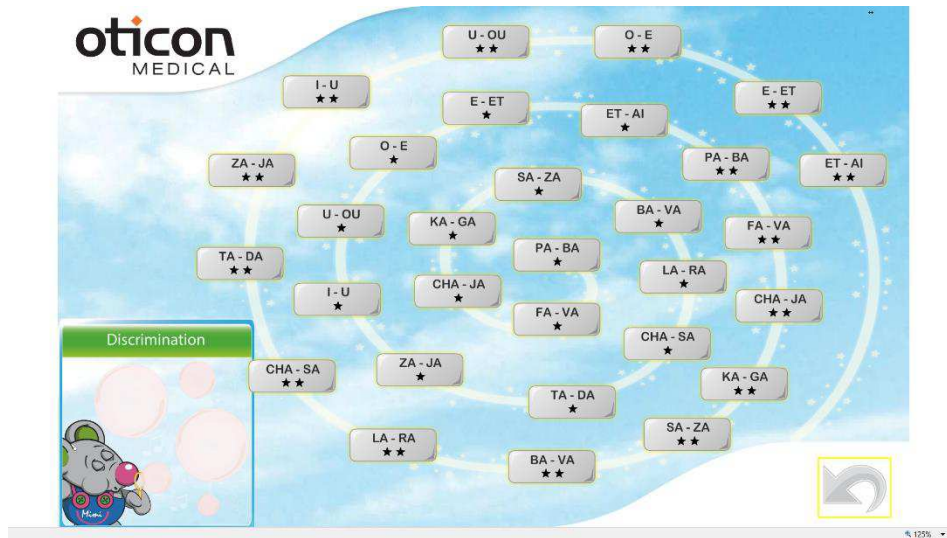 oticon
MEDICAL
U - OU
★★
O - E
★★
I - U
★★
E - ET
★
E - ET
★★
ET - AI
★
O - E
★
PA - BA
★★
ZA - JA
★★
ET - AI
★★
SA - ZA
★
BA - VA
★
U - OU
★
KA - GA
★
FA - VA
★★
PA - BA
★
TA - DA
★★
LA - RA
★
CHA - JA
★
I - U
★
CHA - JA
★★
FA - VA
★
Discrimination
CHA - SA
★
ZA - JA
★
CHA - SA
★★
KA - GA
★★
TA - DA
★
SA - ZA
★★
LA - RA
★★
BA - VA
★★
Mimi
125%